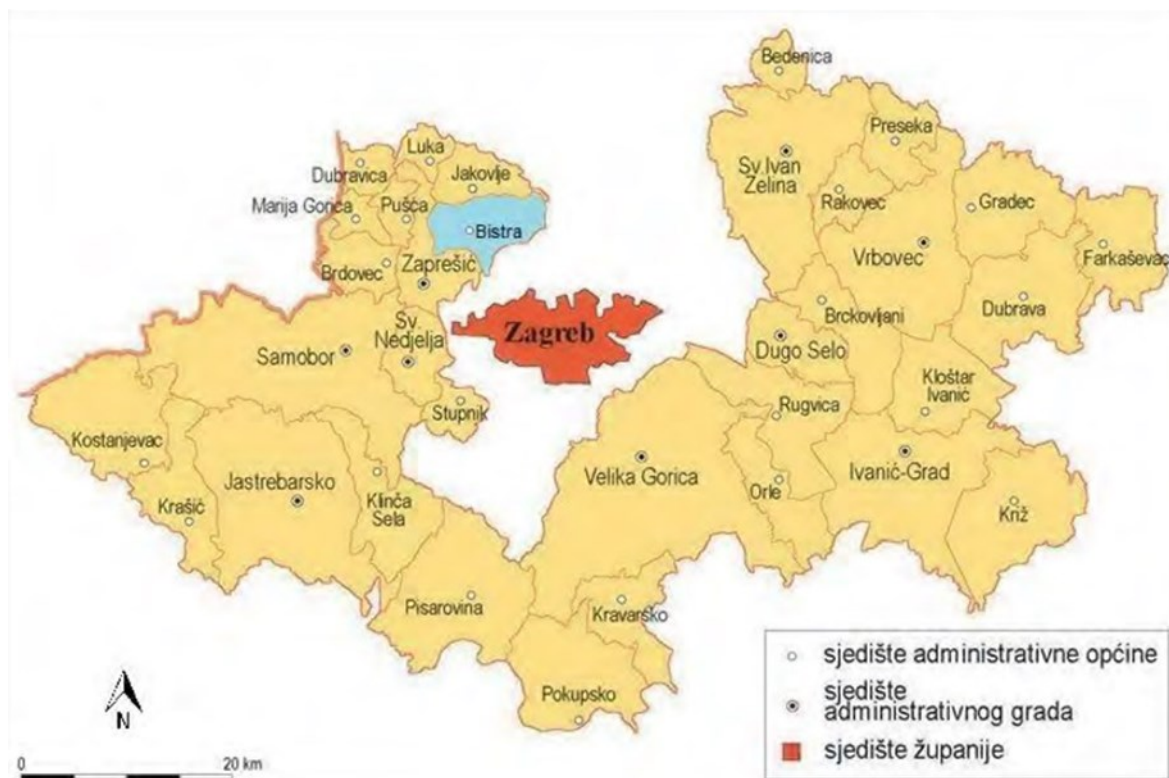 Bedenica
Preseka
Luka
Dubravica
Jakovlje
Sv.Ivan
Zelina
Marija Gorica
Pušća
Rakovec
Gradec
Bistra
Vrbovec
Farkaševac
Brdovec
Zaprešić
Dubrava
Brckovljani
Sv.
Nedjelja
Zagreb
Samobor
Dugo Selo
Kloštar
Ivanić
Stupnik
Rugvica
Kostanjevac
Velika Gorica
Ivanić-Grad
Jastrebarsko
Klinča
Sela
Orle
Krašić
Križ
Pisarovina
Kravarsko
Pokupsko
sjedište administrativne općine
sjedište
administrativnog grada
sjedište županije
N
0 20 km